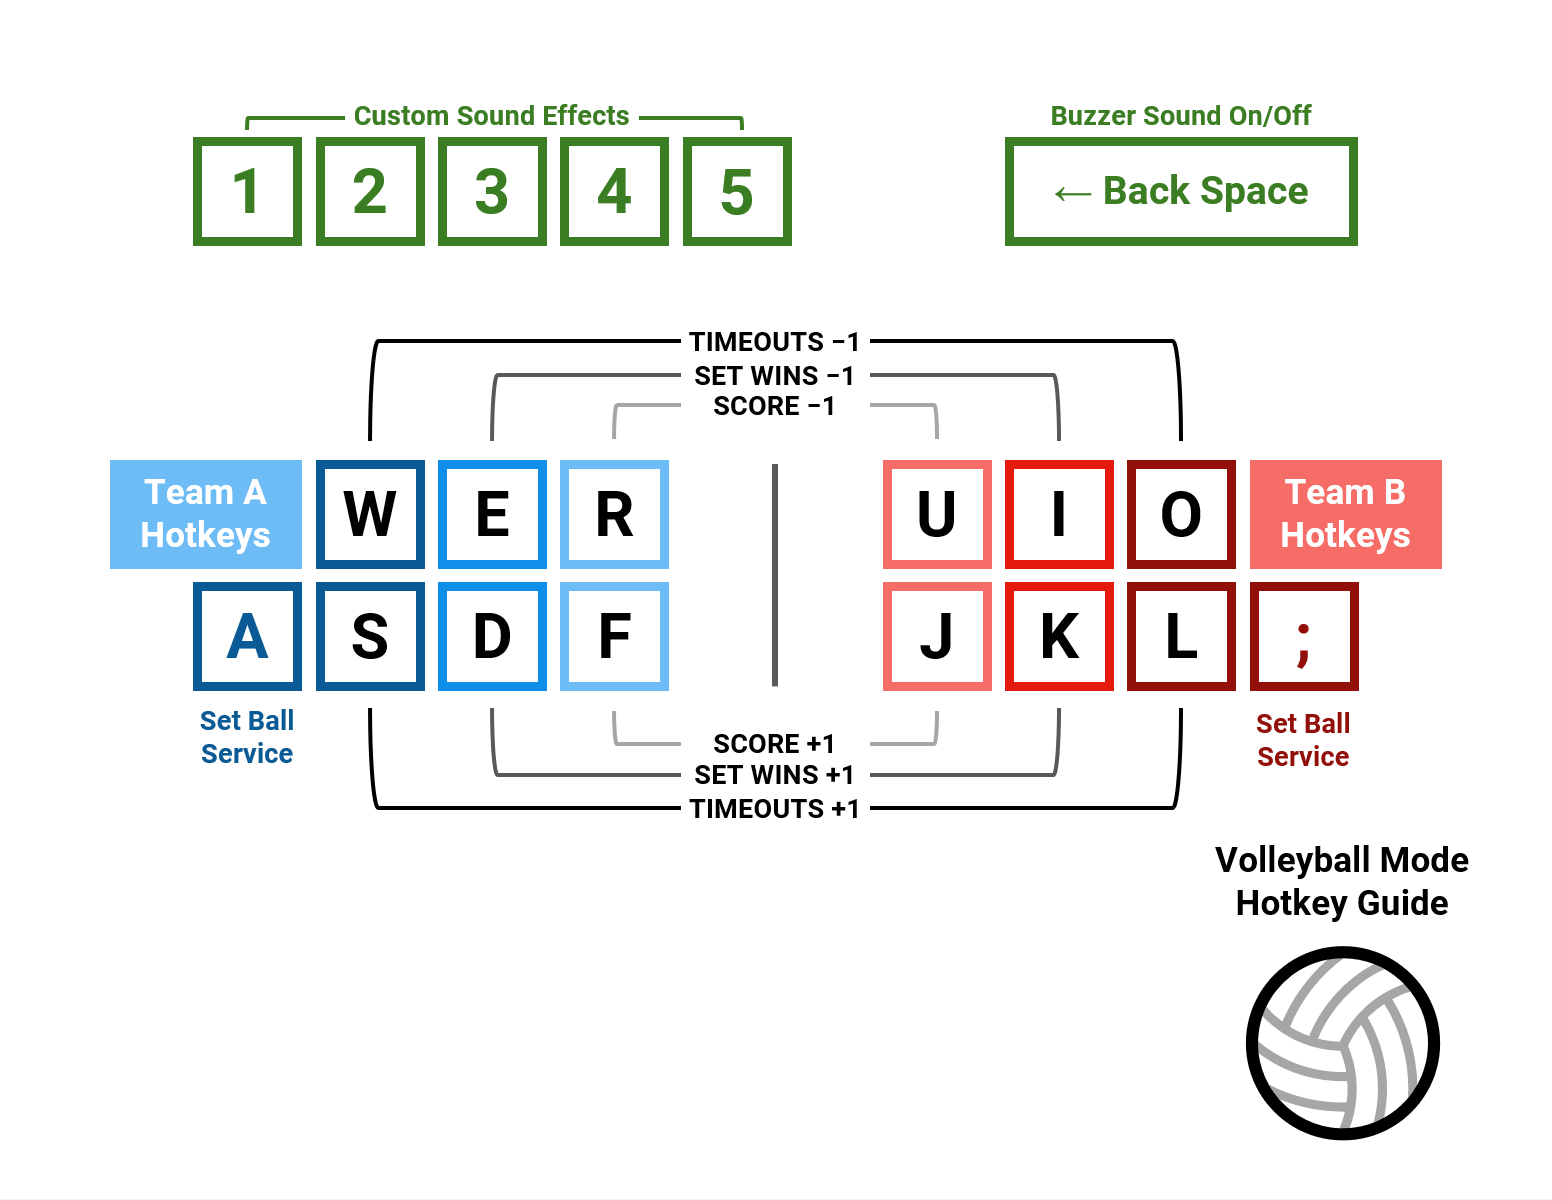 Custom Sound Effects
Buzzer Sound On/Off
1 2 3 4 5
← Back Space
TIMEOUTS −1
SET WINS −1
SCORE −1
Team A
Hotkeys
W E R
U I O
Team B
Hotkeys
A S D F
J K L ;
Set Ball
Service
Set Ball
Service
SCORE +1
SET WINS +1
TIMEOUTS +1
Volleyball Mode
Hotkey Guide